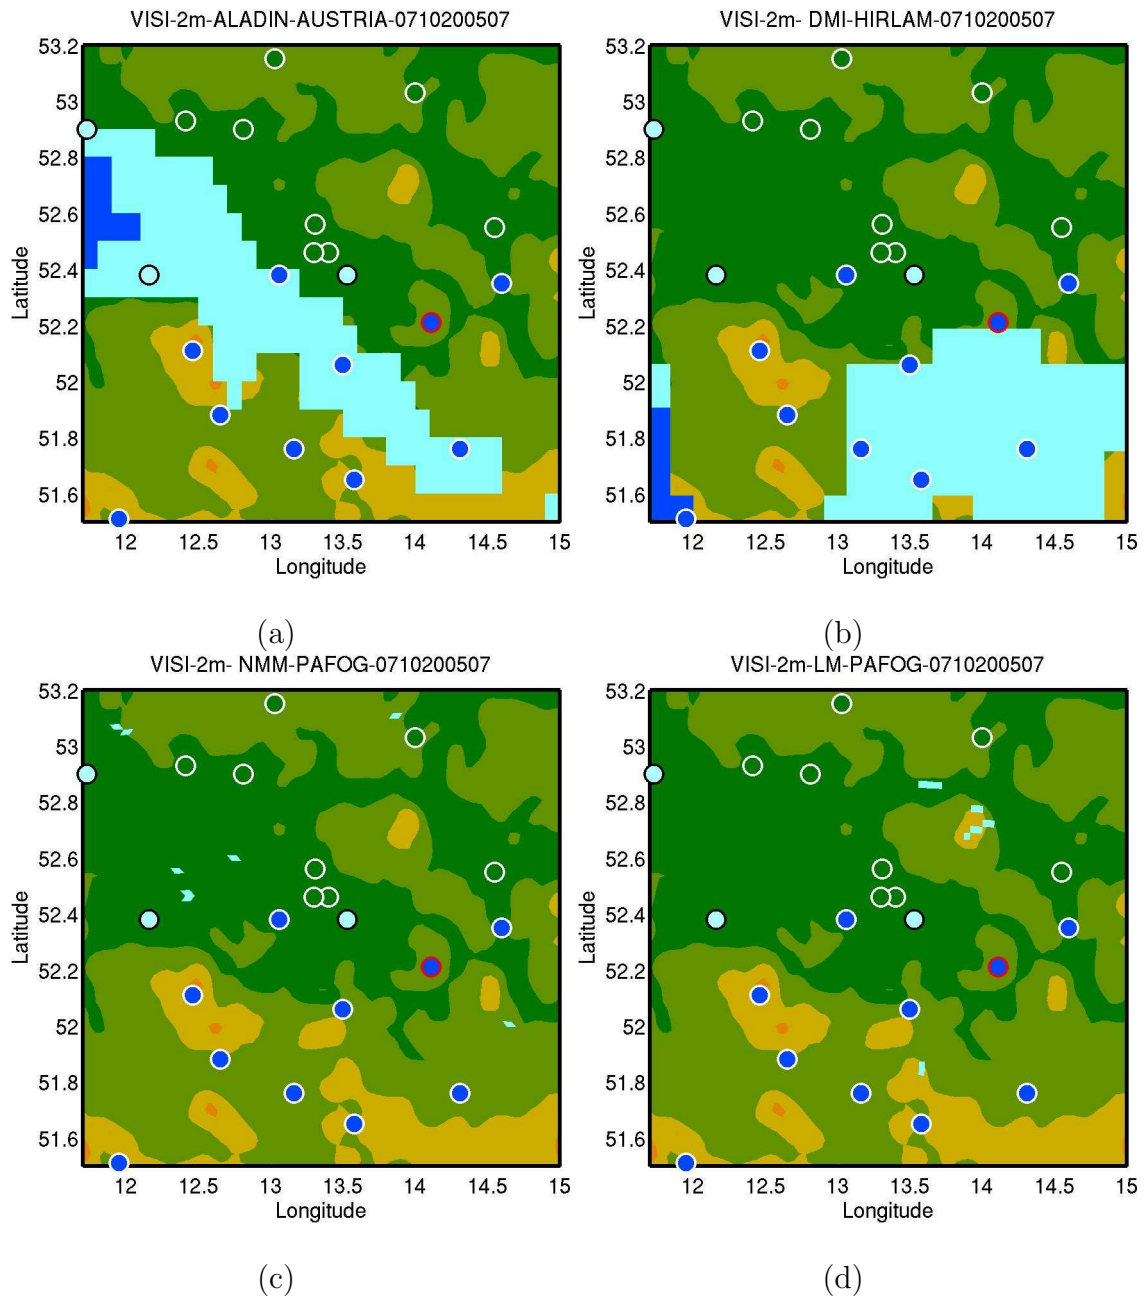 VISI-2m-ALADIN-AUSTRIA-0710200507
VISI-2m- DMI-HIRLAM-0710200507
53.2
53
52.8
52.6
52.4
52.2
52
51.8
51.6
Latitude
12 12.5 13 13.5 14 14.5 15
Longitude
(a)
53.2
53
52.8
52.6
52.4
52.2
52
51.8
51.6
Latitude
12 12.5 13 13.5 14 14.5 15
Longitude
(b)
VISI-2m- NMM-PAFOG-0710200507
VISI-2m-LM-PAFOG-0710200507
53.2
53
52.8
52.6
52.4
52.2
52
51.8
51.6
Latitude
12 12.5 13 13.5 14 14.5 15
Longitude
(c)
53.2
53
52.8
52.6
52.4
52.2
52
51.8
51.6
Latitude
12 12.5 13 13.5 14 14.5 15
Longitude
(d)